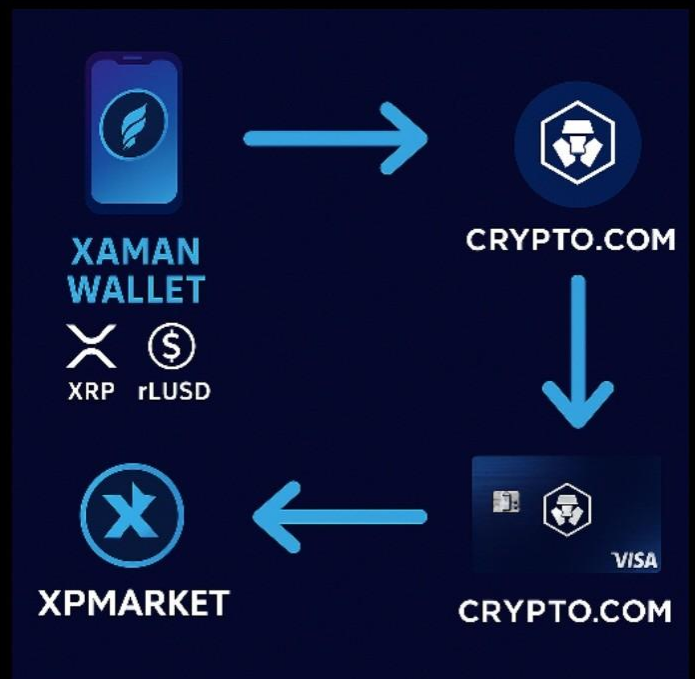 XAMAN
WALLET
XRP rLUSD
CRYPTO.COM
VISA
CRYPTO.COM
XPMARKET